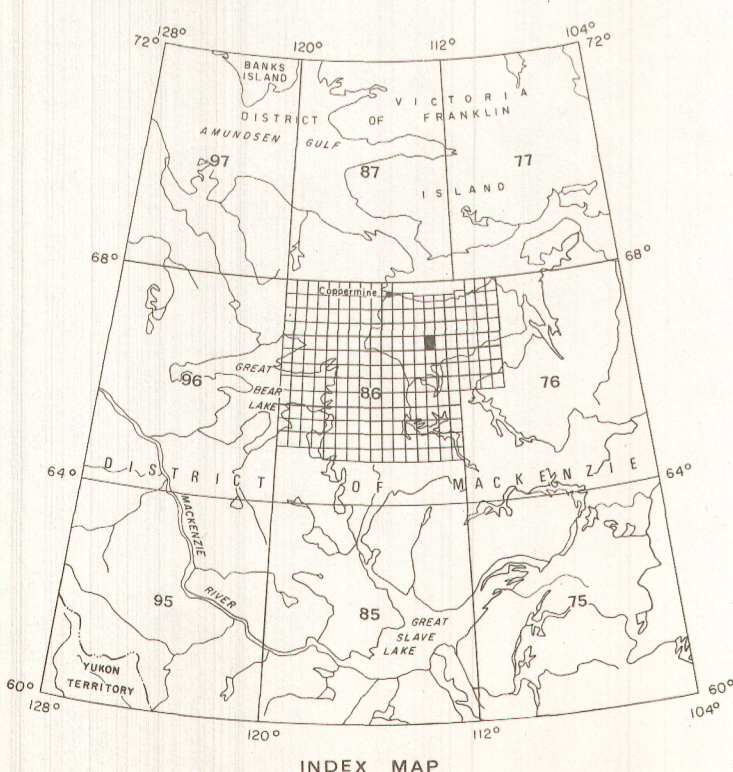 128°
120°
112°
104°
72°
72°
BANKS
ISLAND
VICTORIA
DISTRICT OF FRANKLIN
AMUNDSEN GULF
97
87
77
ISLAND
68°
68°
Coppermine
GREAT
BEAR
LAKE
96
86
76
64°
DISTRICT OF MACKENZIE
64°
MACKENZIE
RIVER
95
85
75
GREAT
SLAVE
LAKE
YUKON
TERRITORY
60°
128°
120°
112°
60°
104°
INDEX MAP